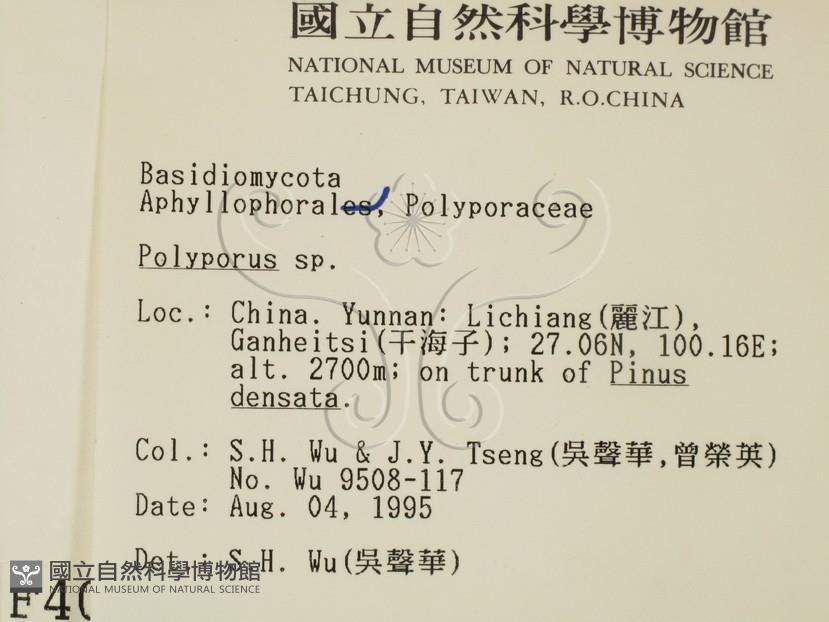 國立自然科學博物館
NATIONAL MUSEUM OF NATURAL SCIENCE
TAICHUNG, TAIWAN, R.O.CHINA
Basidiomycota
Aphyllophorales, Polyporaceae
Polyporus sp.
Loc.: China. Yunnan: Lichiang(麗江),
Ganheitsi(干海子); 27.06N, 100.16E;
alt. 2700m; on trunk of Pinus
densata.
Col.: S.H. Wu & J.Y. Tseng(吳聲華,曾榮英)
No. Wu 9508-117
Date: Aug. 04, 1995
Det.: S.H. Wu(吳聲華)
國立自然科學博物館
NATIONAL MUSEUM OF NATURAL SCIENCE
F4(